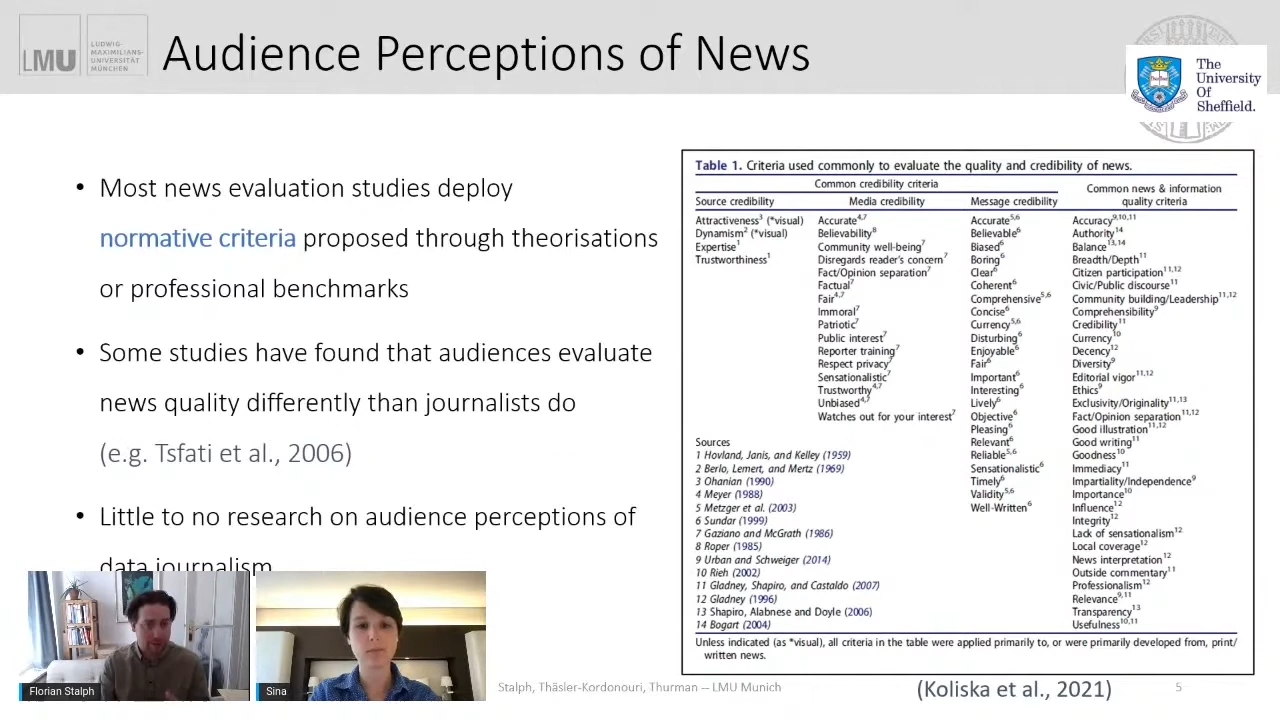 LMU
LUDWIG-
MAXIMILIANS-
UNIVERSITÄT
MÜNCHEN
Audience Perceptions of News
The
University
Of
Sheffield.
• Most news evaluation studies deploy
normative criteria proposed through theorisations
or professional benchmarks
• Some studies have found that audiences evaluate
news quality differently than journalists do
(e.g. Tsfati et al., 2006)
• Little to no research on audience perceptions of
data journalism
Table 1. Criteria used commonly to evaluate the quality and credibility of news.
Common credibility criteria
Common news & information
quality criteria
Source credibility
Media credibility
Message credibility
Attractiveness3 (*visual)
Dynamism2 (*visual)
Expertise1
Trustworthiness1
Accurate4,7
Believability8
Community well-being7
Disregards reader's concern7
Fact/Opinion separation7
Factual7
Fair4,7
Immoral7
Patriotic7
Public interest7
Reporter training7
Respect privacy7
Sensationalistic7
Trustworthy4,7
Unbiased4,7
Watches out for your interest7
Accurate5,6
Believable6
Biased6
Boring6
Clear6
Coherent6
Comprehensive5,6
Concise6
Currency5,6
Disturbing6
Enjoyable6
Fair6
Important6
Interesting6
Lively6
Objective6
Pleasing6
Relevant6
Reliable5,6
Sensationalistic6
Timely6
Validity5,6
Well-Written6
Accuracy9,10,11
Authority14
Balance13,14
Breadth/Depth11
Citizen participation11,12
Civic/Public discourse11
Community building/Leadership11,12
Comprehensibility9
Credibility11
Currency10
Decency12
Diversity9
Editorial vigor11,12
Ethics9
Exclusivity/Originality11,13
Fact/Opinion separation11,12
Good illustration11,12
Good writing11
Goodness10
Immediacy11
Impartiality/Independence9
Importance10
Influence12
Integrity12
Lack of sensationalism12
Local coverage12
News interpretation12
Outside commentary11
Professionalism12
Relevance9,11
Transparency13
Usefulness10,11
Sources
1 Hovland, Janis, and Kelley (1959)
2 Berlo, Lemert, and Mertz (1969)
3 Ohanian (1990)
4 Meyer (1988)
5 Metzger et al. (2003)
6 Sundar (1999)
7 Gaziano and McGrath (1986)
8 Roper (1985)
9 Urban and Schweiger (2014)
10 Rieh (2002)
11 Gladney, Shapiro, and Castaldo (2007)
12 Gladney (1996)
13 Shapiro, Alabnese and Doyle (2006)
14 Bogart (2004)
Unless indicated (as *visual), all criteria in the table were applied primarily to, or were primarily developed from, print/
written news.
Florian Stalph
Sina
Stalph, Thäsler-Kordonouri, Thurman -- LMU Munich
(Koliska et al., 2021)
5